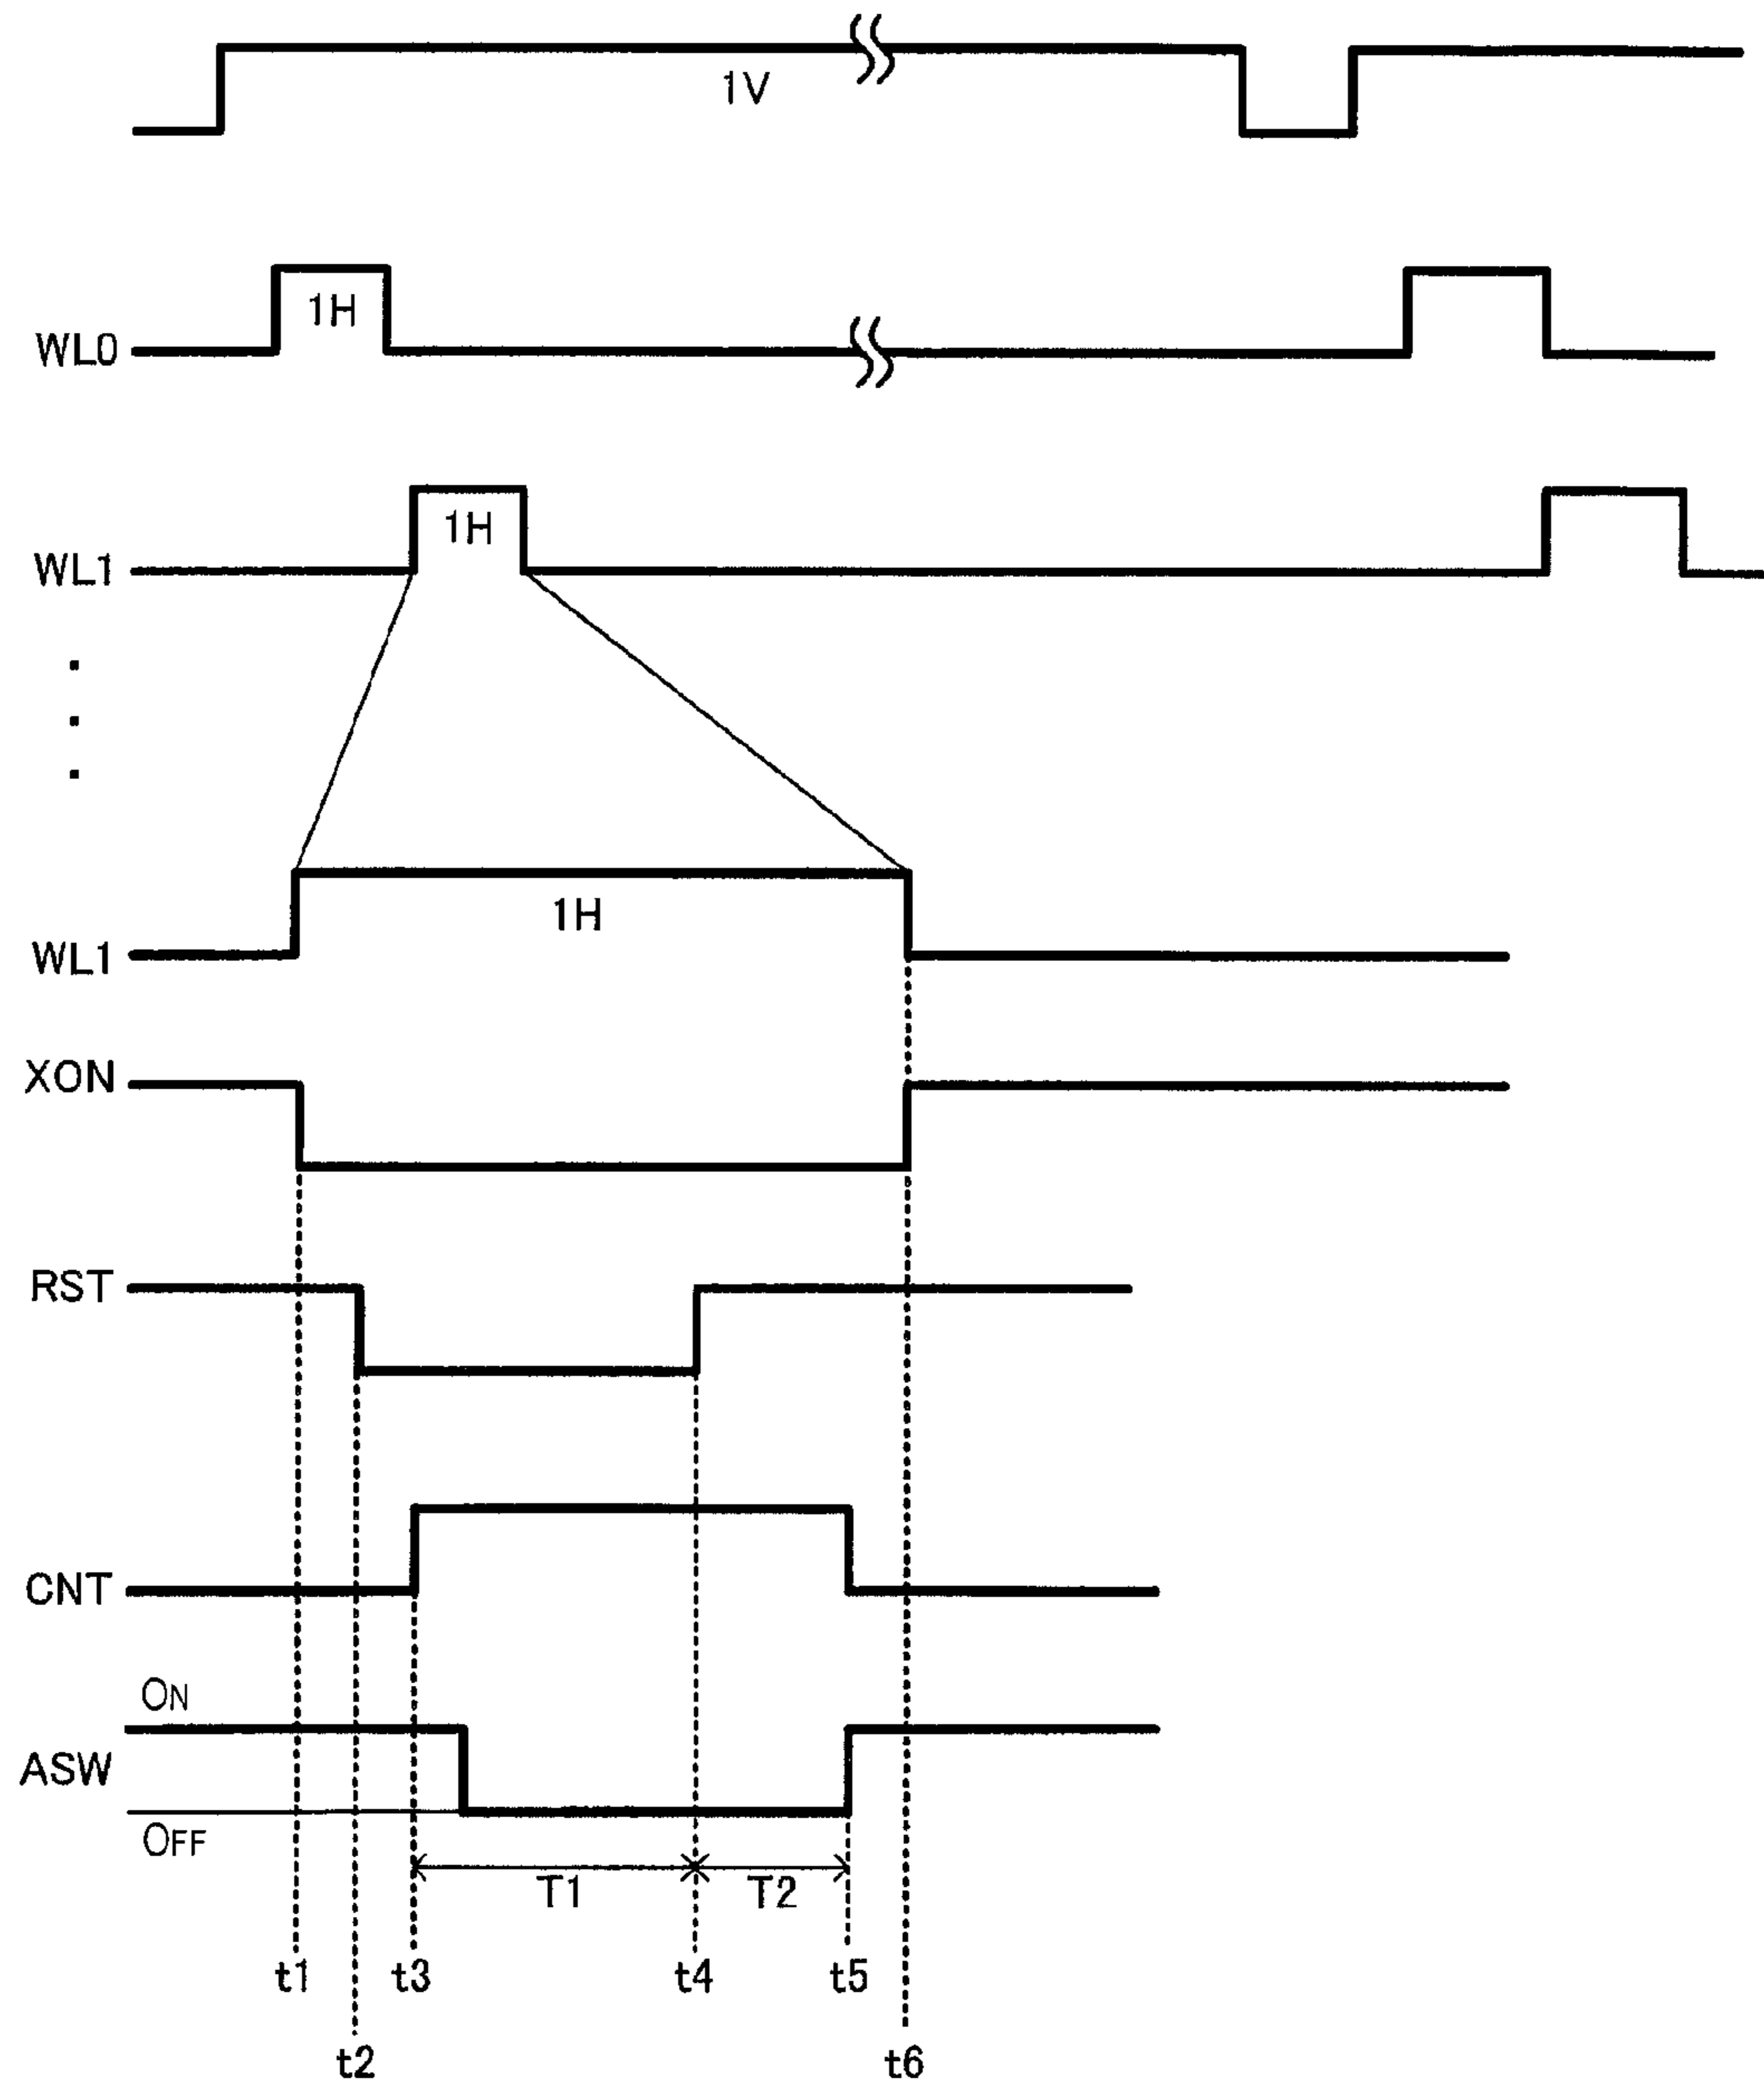 1V
1H
WL0
1H
WL1
1H
WL1
XON
RST
CNT
ON
ASW
OFF
T1 T2
t1 t3 t4 t5
t2 t6